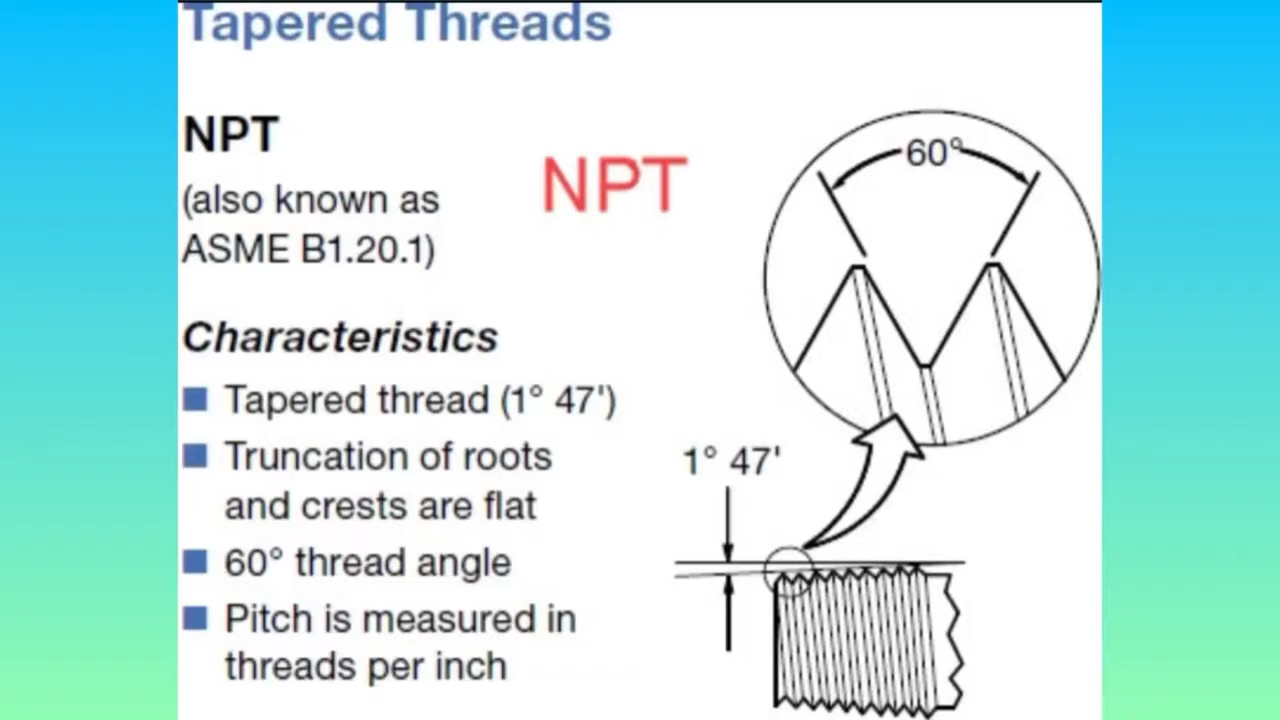 Tapered Threads
NPT
NPT
(also known as
ASME B1.20.1)
Characteristics
■ Tapered thread (1° 47')
■ Truncation of roots
and crests are flat
■ 60° thread angle
■ Pitch is measured in
threads per inch
60°
1° 47'